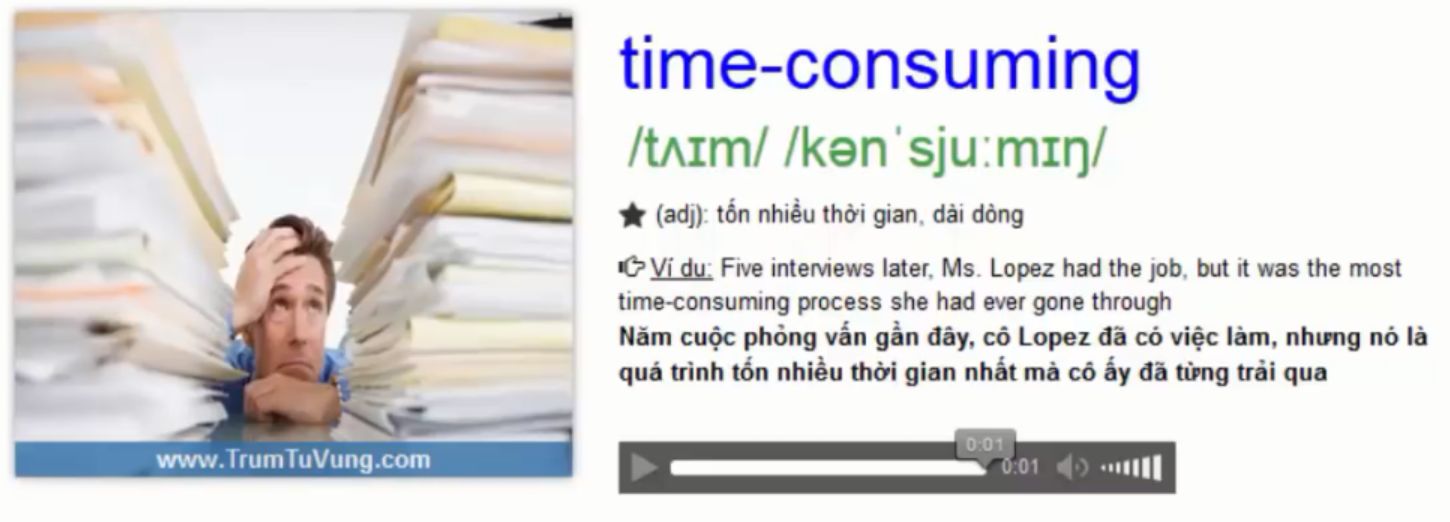 time-consuming
/tʌɪm/ /kənˈsjuːmɪŋ/
(adj): tốn nhiều thời gian, dài dòng
Ví dụ: Five interviews later, Ms. Lopez had the job, but it was the most
time-consuming process she had ever gone through
Năm cuộc phỏng vấn gần đây, cô Lopez đã có việc làm, nhưng nó là
quá trình tốn nhiều thời gian nhất mà cô ấy đã từng trải qua
www.TrumTuVung.com
0:01
0:01